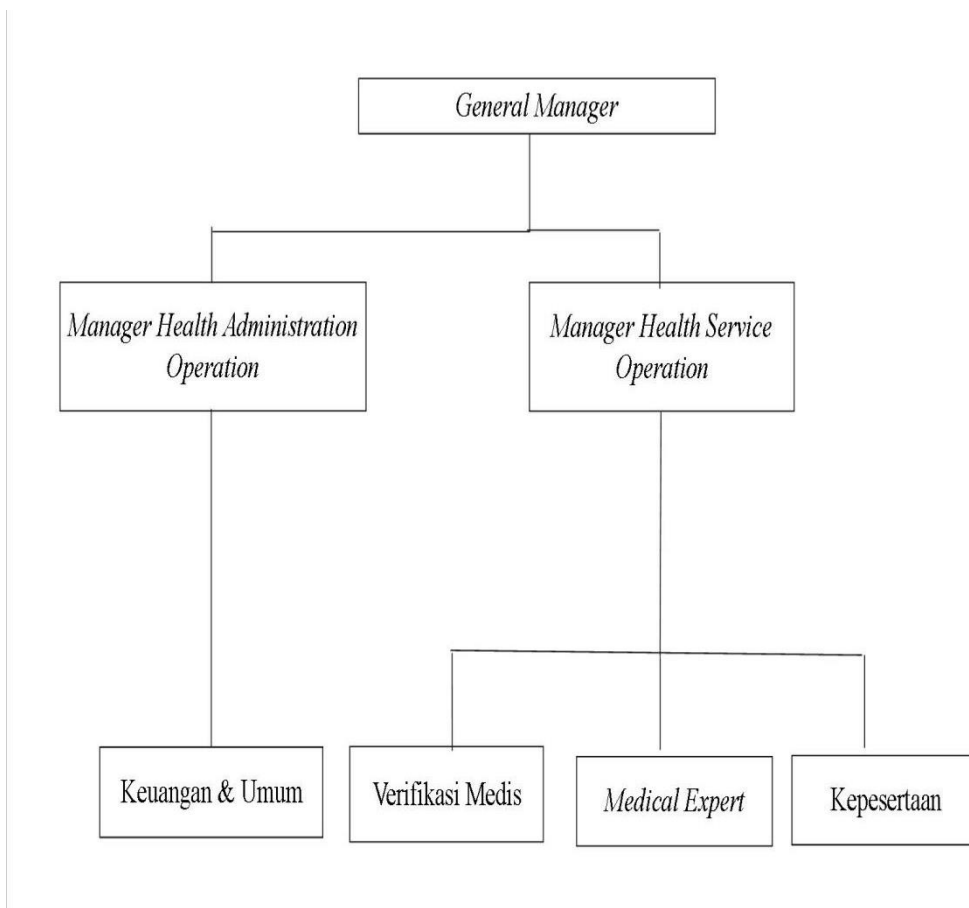 General Manager
Manager Health Administration
Operation
Manager Health Service
Operation
Keuangan & Umum
Verifikasi Medis
Medical Expert
Kepesertaan